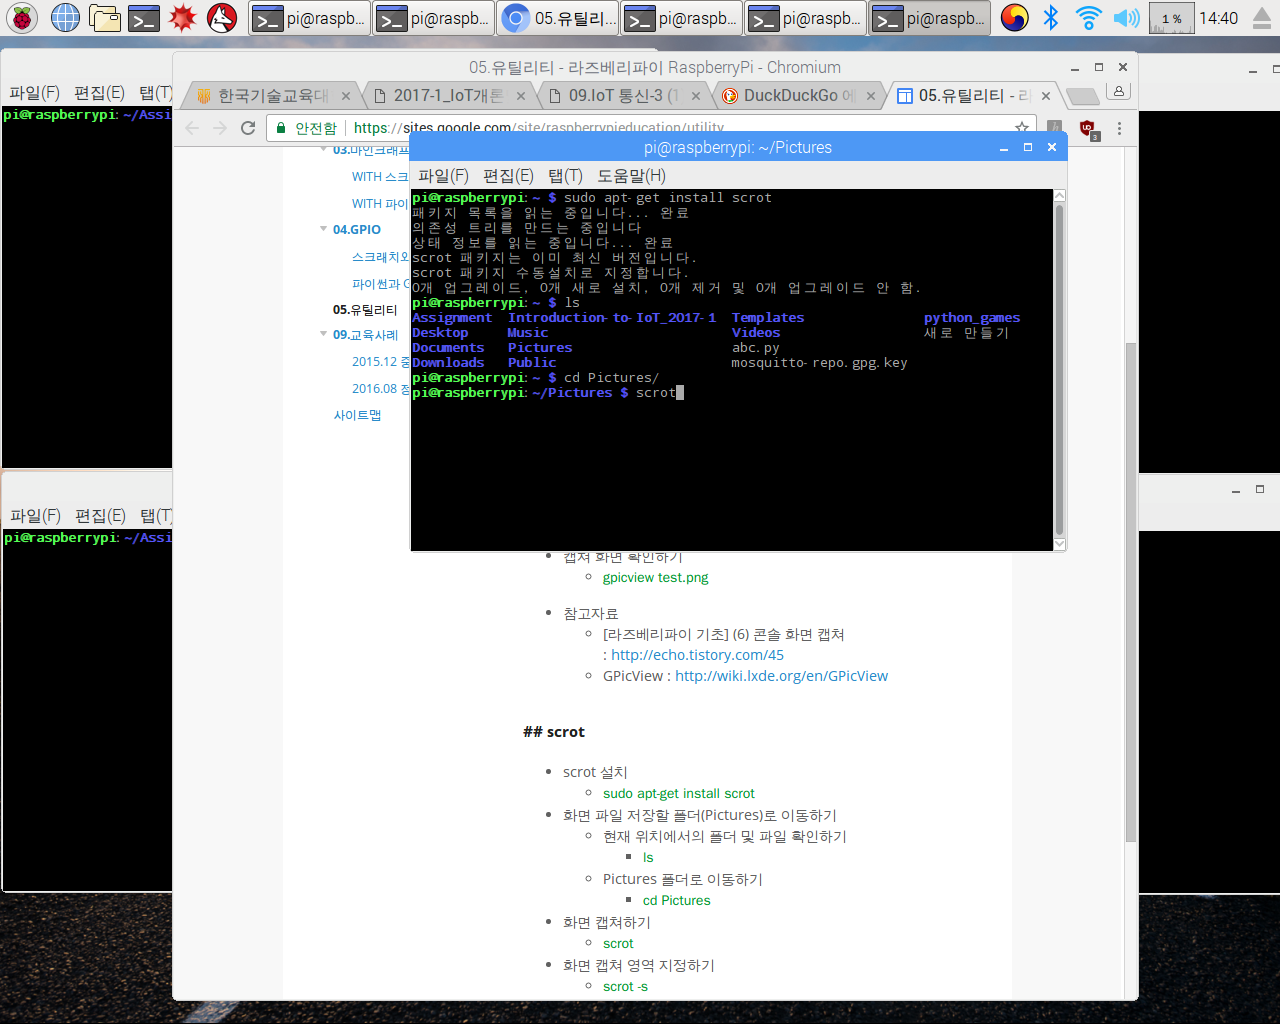 pi@raspb...
pi@raspb...
05.유틸리티...
pi@raspb...
pi@raspb...
pi@raspb...
1 %
14:40
05.유틸리티 - 라즈베리파이 RaspberryPi - Chromium
파일(F) 편집(E) 탭(T)
한국기술교육대
2017-1_IoT개론
09.IoT 통신-3 (1
DuckDuckGo 에
05.유틸리티 - 라
pi@raspberrypi: ~/Assi
안전함 https://sites.google.com/site/raspberrypieducation/utility
3
pi@raspberrypi: ~/Pictures
파일(F) 편집(E) 탭(T) 도움말(H)
pi@raspberrypi:~ $ sudo apt-get install scrot
패키지 목록을 읽는 중입니다... 완료
의존성 트리를 만드는 중입니다
상태 정보를 읽는 중입니다... 완료
scrot 패키지는 이미 최신 버전입니다.
scrot 패키지 수동설치로 지정합니다.
0개 업그레이드, 0개 새로 설치, 0개 제거 및 0개 업그레이드 안 함.
pi@raspberrypi:~ $ ls
Assignment Introduction-to-IoT_2017-1 Templates python_games
Desktop Music Videos 새로 만들기
Documents Pictures abc.py
Downloads Public mosquitto-repo.gpg.key
pi@raspberrypi:~ $ cd Pictures/
pi@raspberrypi:~/Pictures $ scrot
03.마인크래프
WITH 스크
WITH 파이
04.GPIO
스크래치와
파이썬과 G
05.유틸리티
09.교육사례
2015.12 중
2016.08 정
사이트맵
파일(F) 편집(E) 탭(T)
pi@raspberrypi: ~/Assi
캡쳐 화면 확인하기
gpicview test.png
참고자료
[라즈베리파이 기초] (6) 콘솔 화면 캡쳐
: http://echo.tistory.com/45
GPicView : http://wiki.lxde.org/en/GPicView
## scrot
scrot 설치
sudo apt-get install scrot
화면 파일 저장할 폴더(Pictures)로 이동하기
현재 위치에서의 폴더 및 파일 확인하기
ls
Pictures 폴더로 이동하기
cd Pictures
화면 캡쳐하기
scrot
화면 캡쳐 영역 지정하기
scrot -s